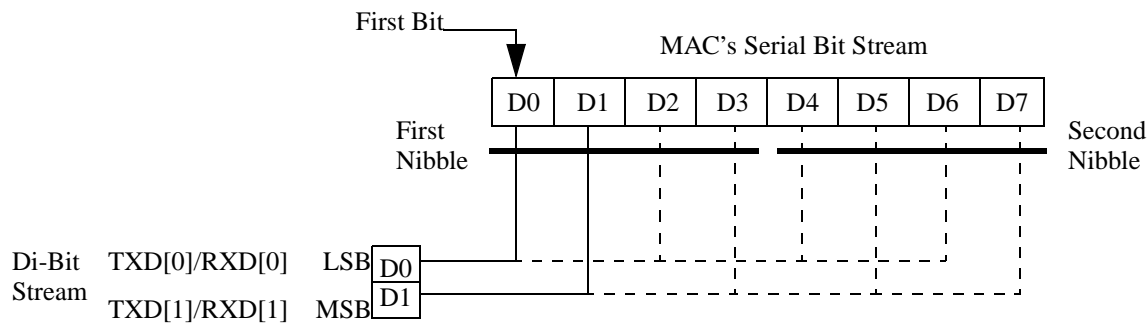 First Bit
MAC's Serial Bit Stream
D0 D1 D2 D3 D4 D5 D6 D7
First
Nibble
Second
Nibble
Di-Bit
Stream
TXD[0]/RXD[0] LSB D0
TXD[1]/RXD[1] MSB D1